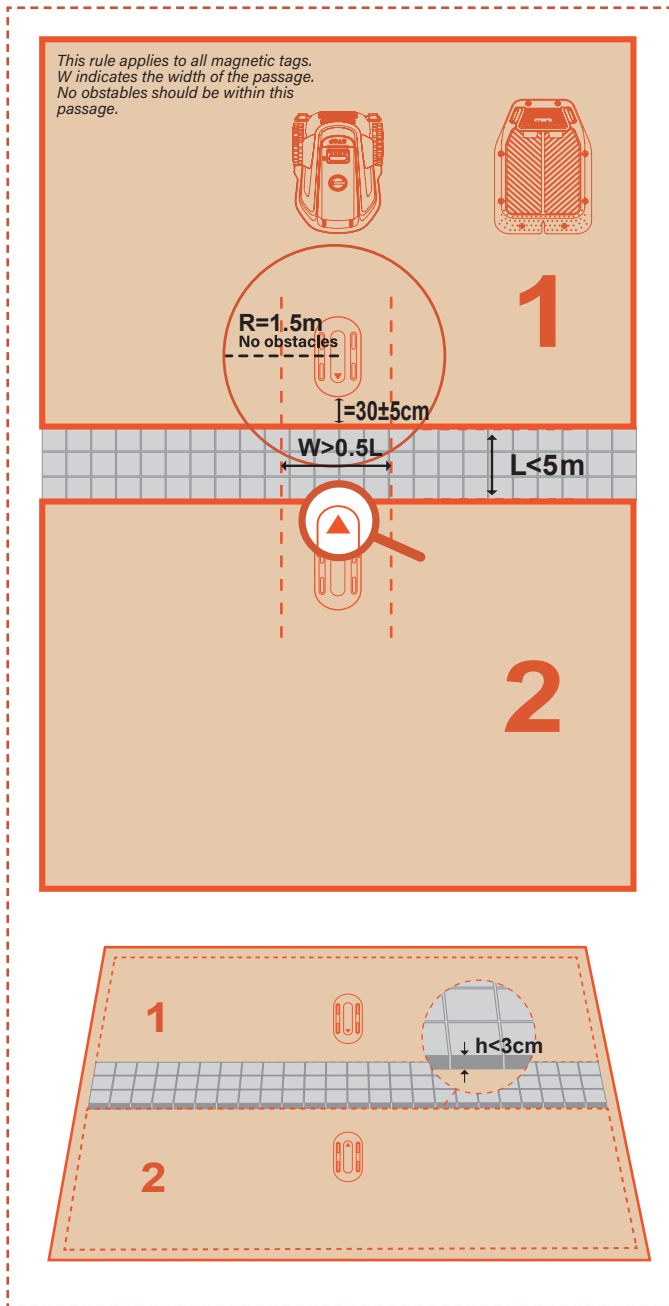 This rule applies to all magnetic tags.
W indicates the width of the passage.
No obstables should be within this
passage.
1
R=1.5m
No obstacles
=30±5cm
W>0.5L
L<5m
2
1
h<3cm
2